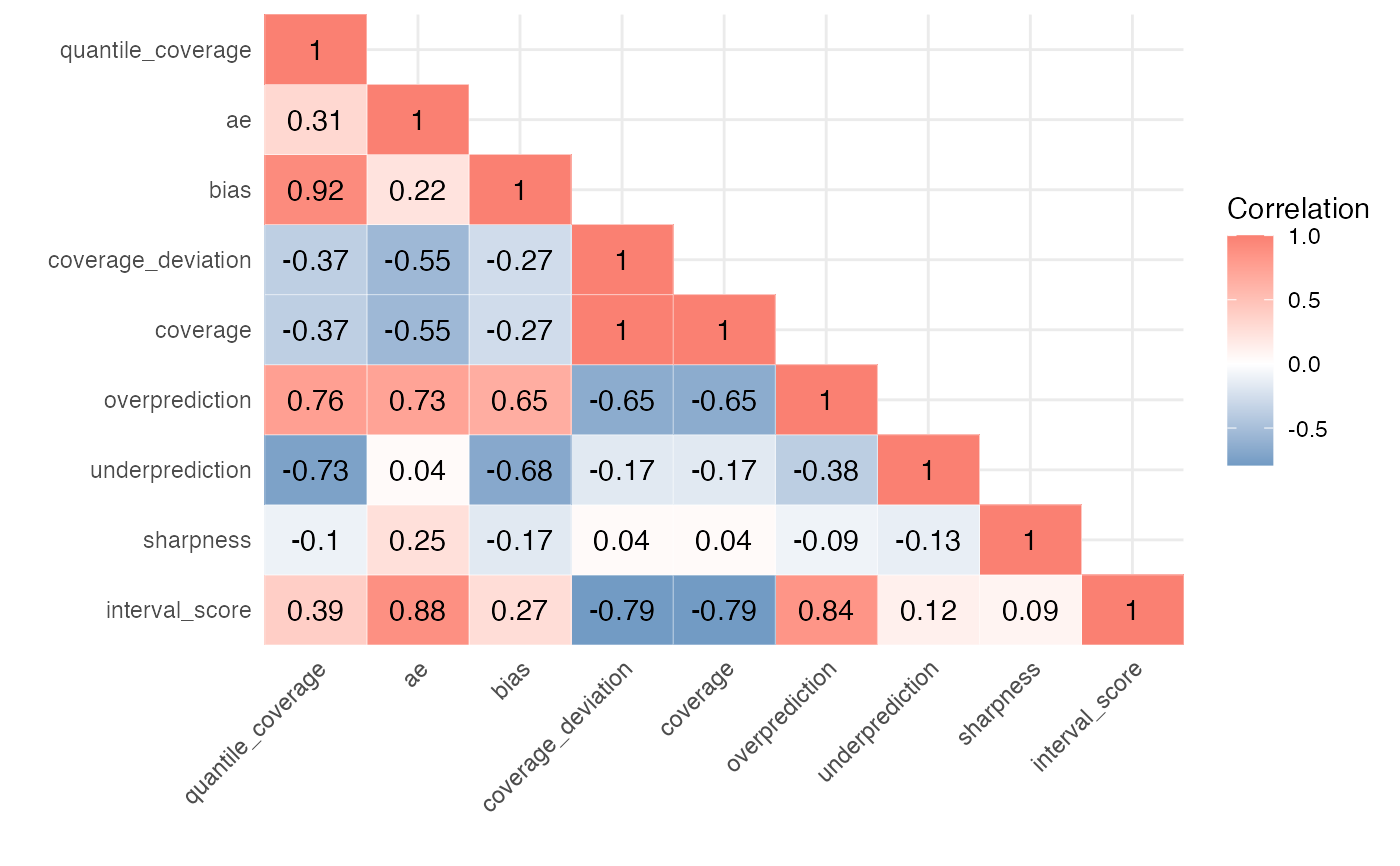 quantile_coverage 1
ae 0.31 1
bias 0.92 0.22 1
coverage_deviation -0.37 -0.55 -0.27 1
coverage -0.37 -0.55 -0.27 1 1
overprediction 0.76 0.73 0.65 -0.65 -0.65 1
underprediction -0.73 0.04 -0.68 -0.17 -0.17 -0.38 1
sharpness -0.1 0.25 -0.17 0.04 0.04 -0.09 -0.13 1
interval_score 0.39 0.88 0.27 -0.79 -0.79 0.84 0.12 0.09 1
quantile_coverage
ae
bias
coverage_deviation
coverage
overprediction
underprediction
sharpness
interval_score
Correlation
1.0
0.5
0.0
-0.5